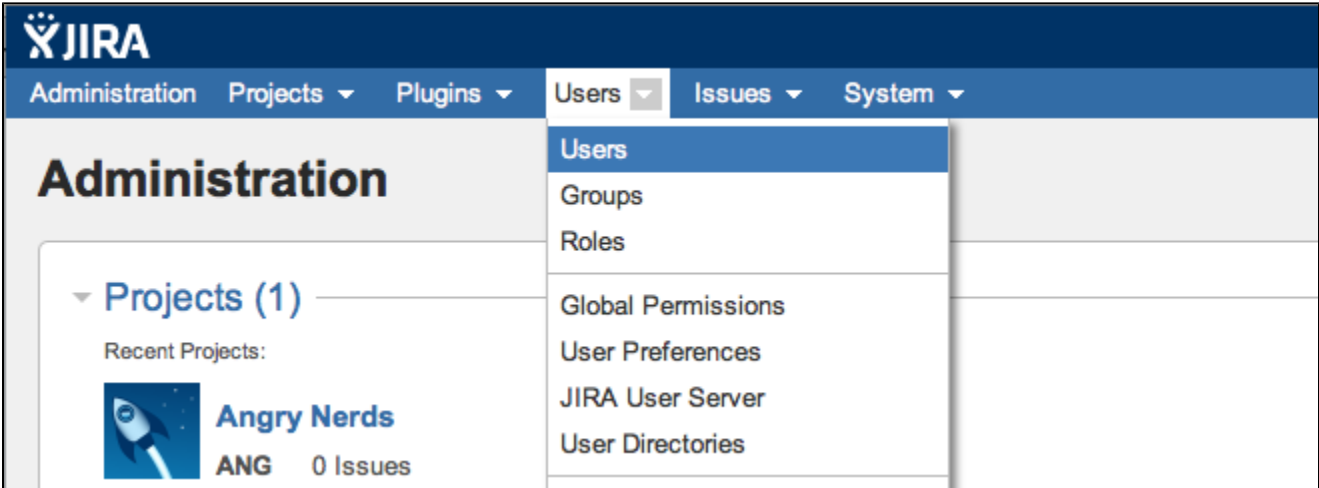 JIRA
Administration Projects Plugins Users Issues System
Administration
Users
Groups
Roles
Global Permissions
User Preferences
JIRA User Server
User Directories
Projects (1)
Recent Projects:
Angry Nerds
ANG 0 Issues